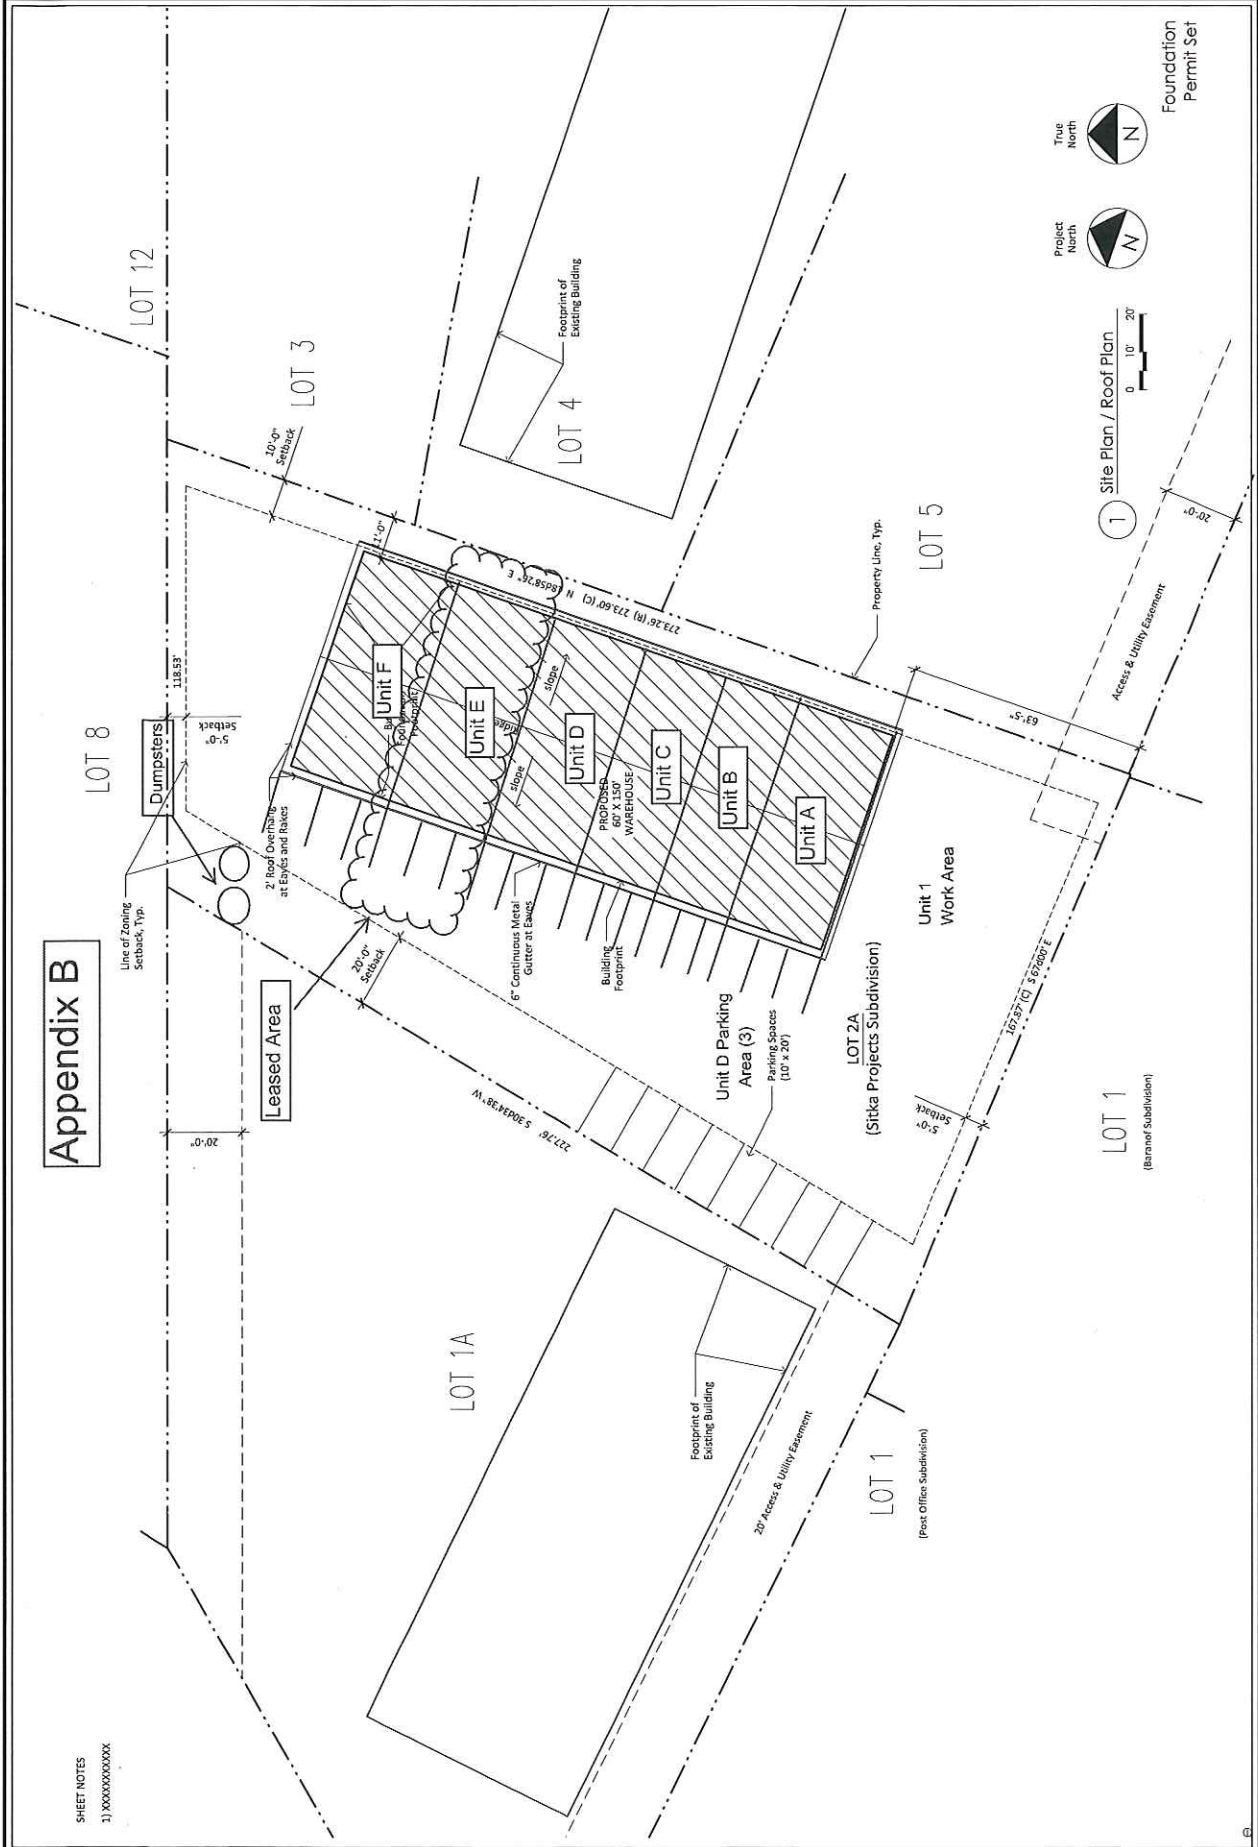 Appendix B
SHEET NOTES
1) XXXXXXXXXX
LOT 8
LOT 12
Line of Zoning
Setback, Typ.
Dumpsters
118.53'
5'-0"
Setback
10'-0"
Setback
LOT 3
20'-0"
Leased Area
2' Roof Overhang
at Eaves and Rakes
20'-0"
Setback
Unit F
Unit E
Ridge
slope
slope
Unit D
PROPOSED
60' X 150'
WAREHOUSE
Unit C
Unit B
Unit A
273.26' (R) 273.60' (C)
Footprint of
Existing Building
LOT 4
6" Continuous Metal
Gutter at Eaves
Building
Footprint
S 30d34'38" W
227.76'
LOT 1A
Unit D Parking
Area (3)
Parking Spaces
(10' x 20')
Property Line, Typ.
LOT 5
LOT 2A
(Sitka Projects Subdivision)
Unit 1
Work Area
63'-5"
Footprint of
Existing Building
20' Access & Utility Easement
5'-0"
Setback
167.87' (C) S 67d00' E
Access & Utility Easement
20'-0"
LOT 1
(Post Office Subdivision)
LOT 1
(Baranof Subdivision)
1
Site Plan / Roof Plan
0 10' 20'
Project
North
N
True
North
N
Foundation
Permit Set